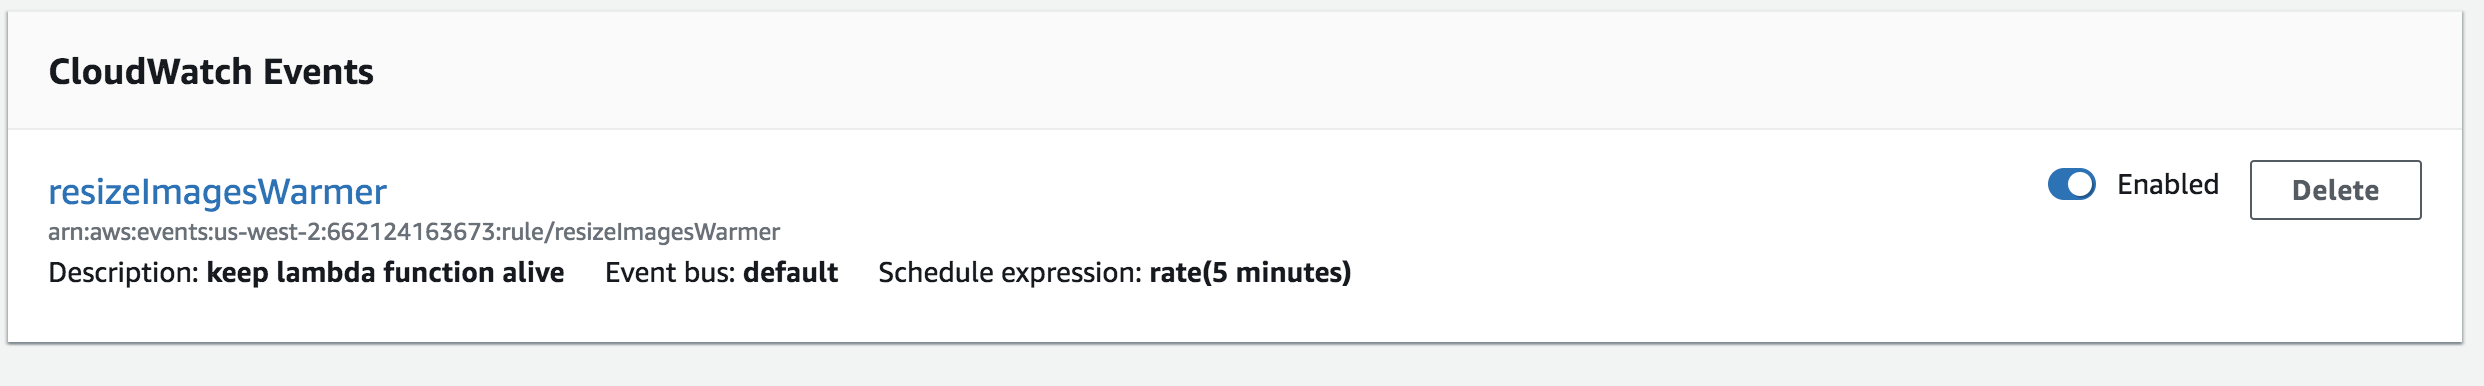 CloudWatch Events
resizeImagesWarmer
Enabled
Delete
arn:aws:events:us-west-2:662124163673:rule/resizeImagesWarmer
Description: keep lambda function alive Event bus: default Schedule expression: rate(5 minutes)